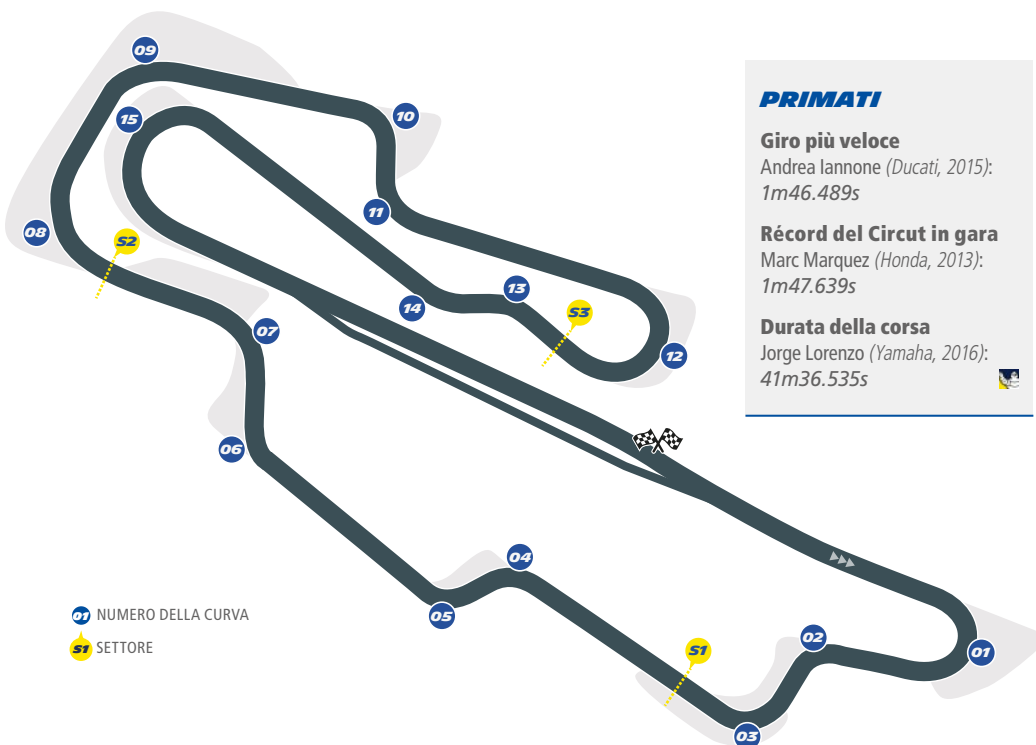 09
15
10
11
08
S2
13
14
S3
12
07
06
04
05
02
01
S1
03
01 NUMERO DELLA CURVA
S1 SETTORE
PRIMATI
Giro più veloce
Andrea Iannone (Ducati, 2015):
1m46.489s
Récord del Circut in gara
Marc Marquez (Honda, 2013):
1m47.639s
Durata della corsa
Jorge Lorenzo (Yamaha, 2016):
41m36.535s